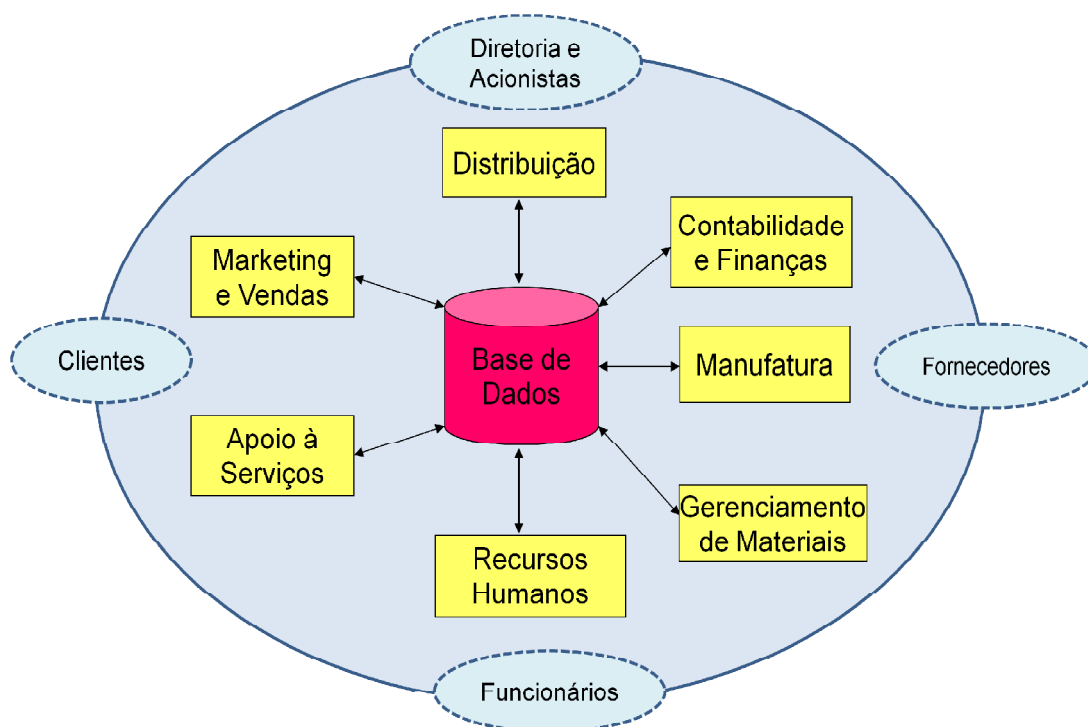 Diretoria e
Acionistas
Distribuição
Contabilidade
e Finanças
Marketing
e Vendas
Clientes
Base de
Dados
Manufatura
Fornecedores
Apoio à
Serviços
Gerenciamento
de Materiais
Recursos
Humanos
Funcionários